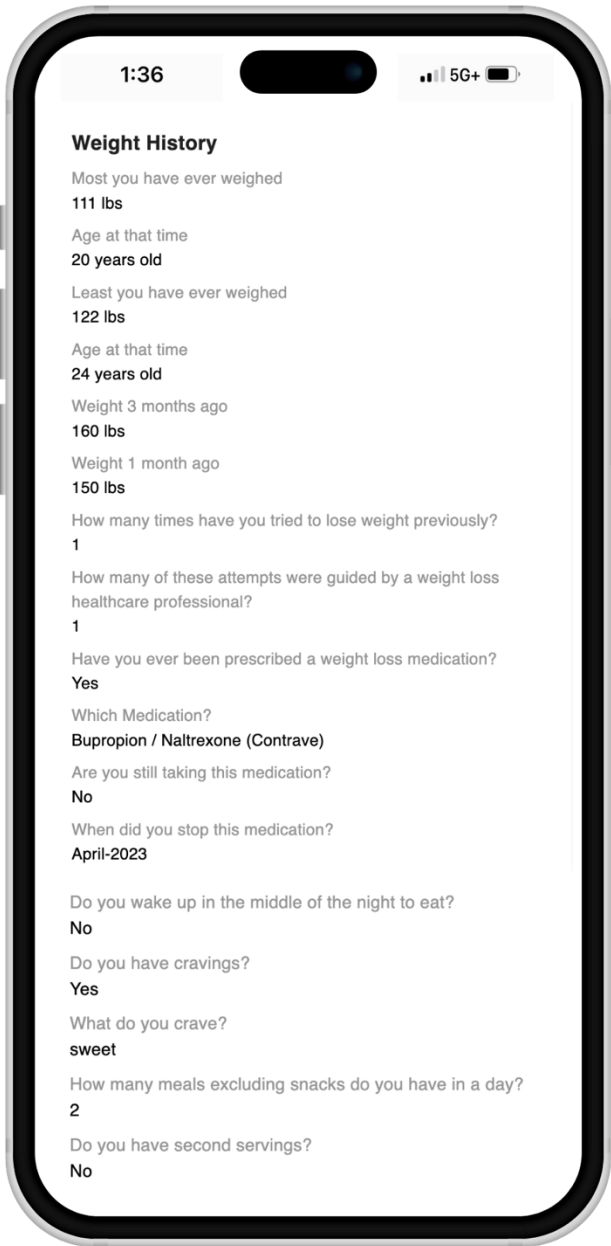 1:36
5G+
Weight History
Most you have ever weighed
111 lbs
Age at that time
20 years old
Least you have ever weighed
122 lbs
Age at that time
24 years old
Weight 3 months ago
160 lbs
Weight 1 month ago
150 lbs
How many times have you tried to lose weight previously?
1
How many of these attempts were guided by a weight loss
healthcare professional?
1
Have you ever been prescribed a weight loss medication?
Yes
Which Medication?
Bupropion / Naltrexone (Contrave)
Are you still taking this medication?
No
When did you stop this medication?
April-2023
Do you wake up in the middle of the night to eat?
No
Do you have cravings?
Yes
What do you crave?
sweet
How many meals excluding snacks do you have in a day?
2
Do you have second servings?
No